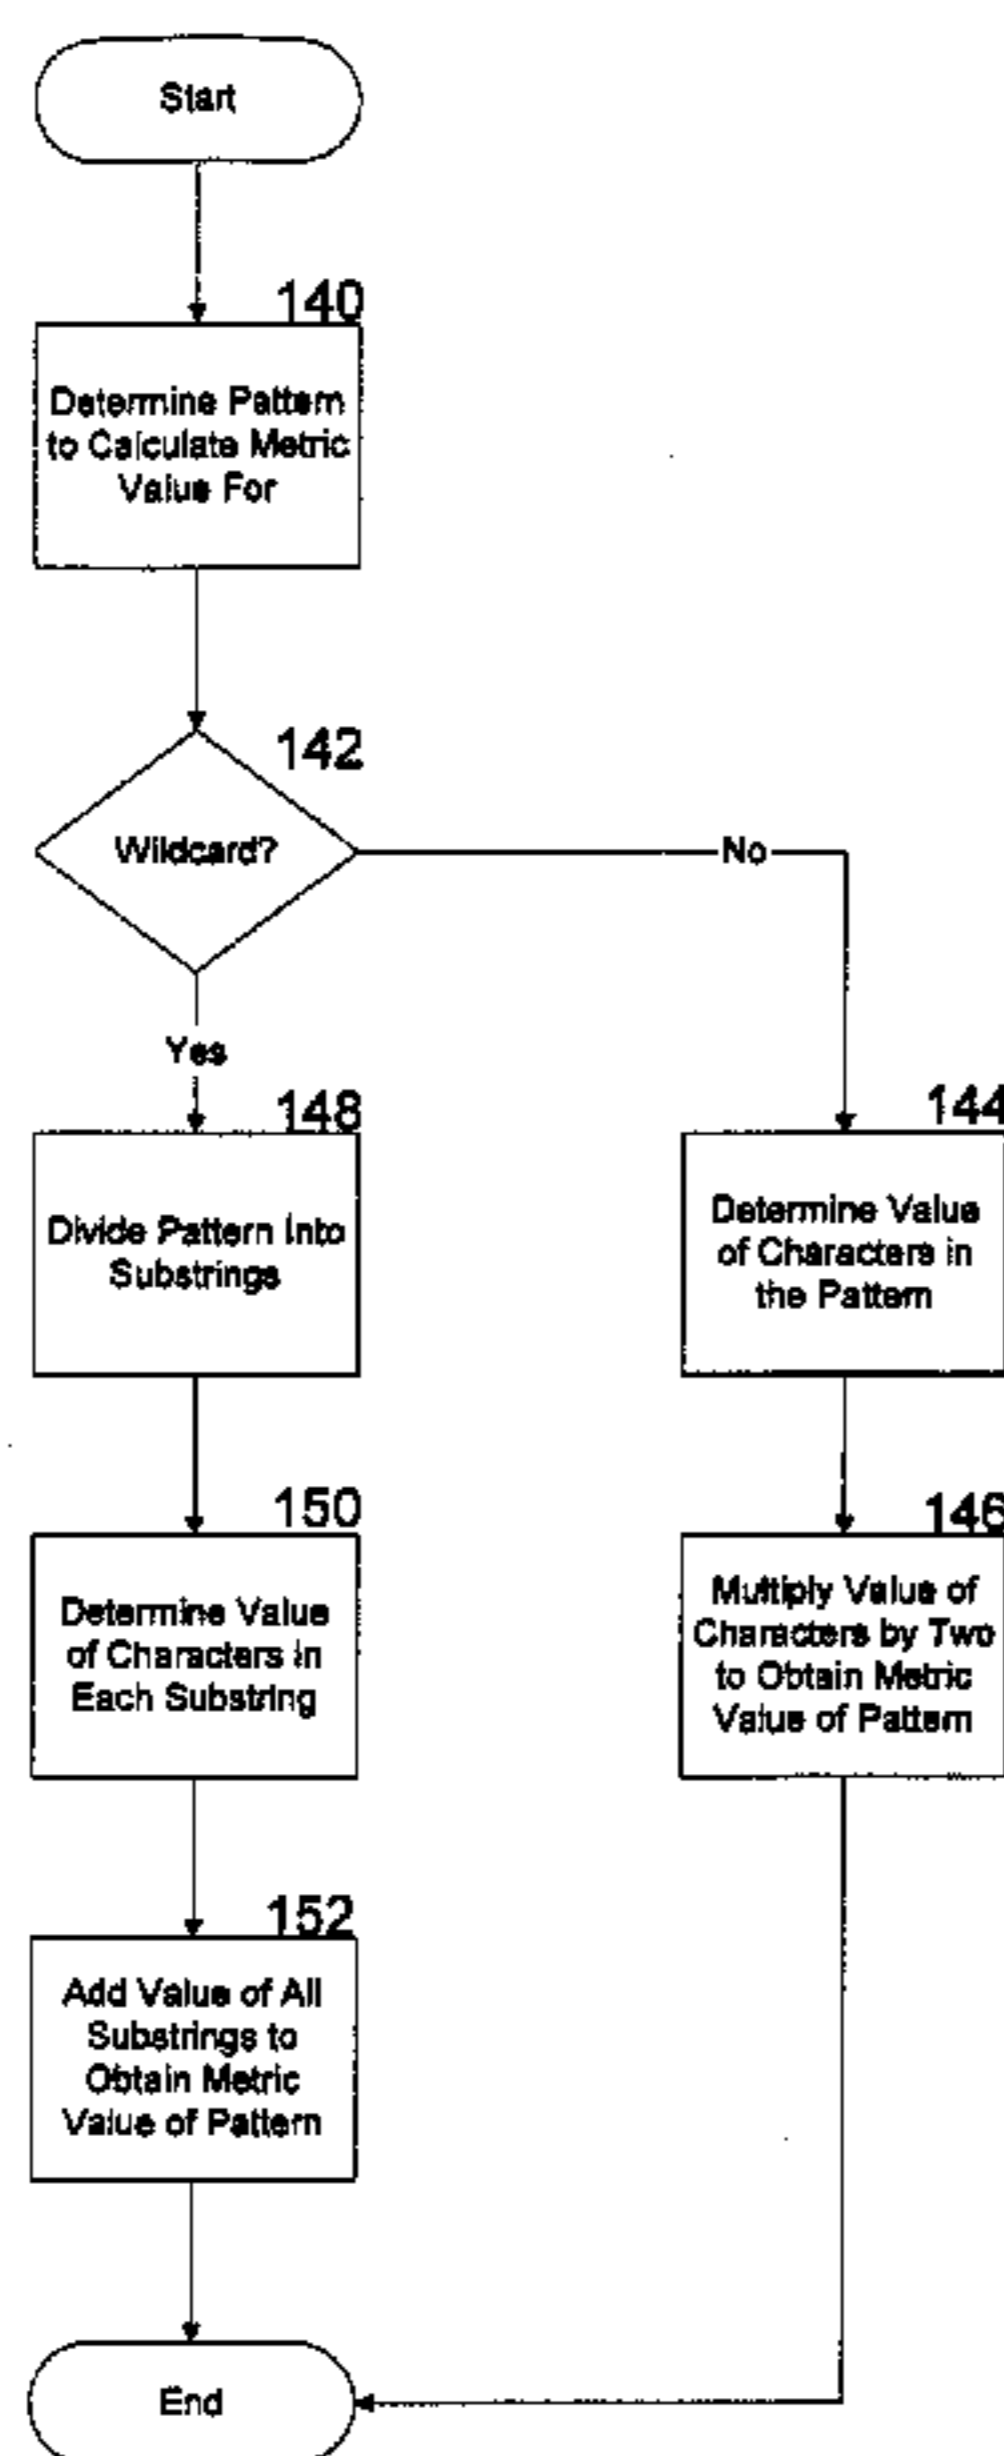 Start
140
Determine Pattern
to Calculate Metric
Value For
142
Wildcard?
No
Yes
148
Divide Pattern Into
Substrings
144
Determine Value
of Characters in
the Pattern
150
Determine Value
of Characters in
Each Substring
146
Multiply Value of
Characters by Two
to Obtain Metric
Value of Pattern
152
Add Value of All
Substrings to
Obtain Metric
Value of Pattern
End